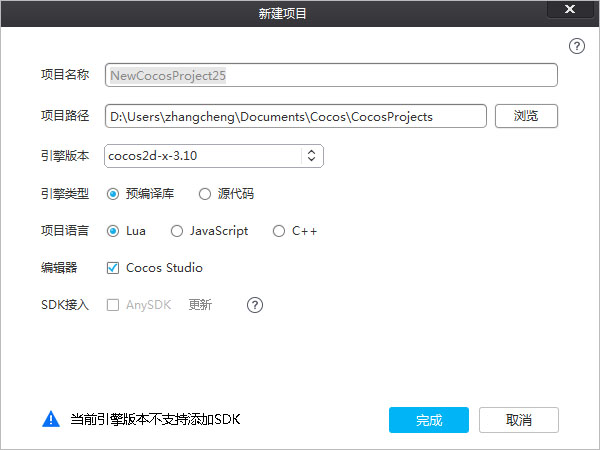 新建项目
?
项目名称 NewCocosProject25
项目路径 D:\Users\zhangcheng\Documents\Cocos\CocosProjects 浏览
引擎版本 cocos2d-x-3.10
引擎类型 预编译库 源代码
项目语言 Lua JavaScript C++
编辑器 Cocos Studio
SDK接入 AnySDK 更新 ?
当前引擎版本不支持添加SDK 完成 取消